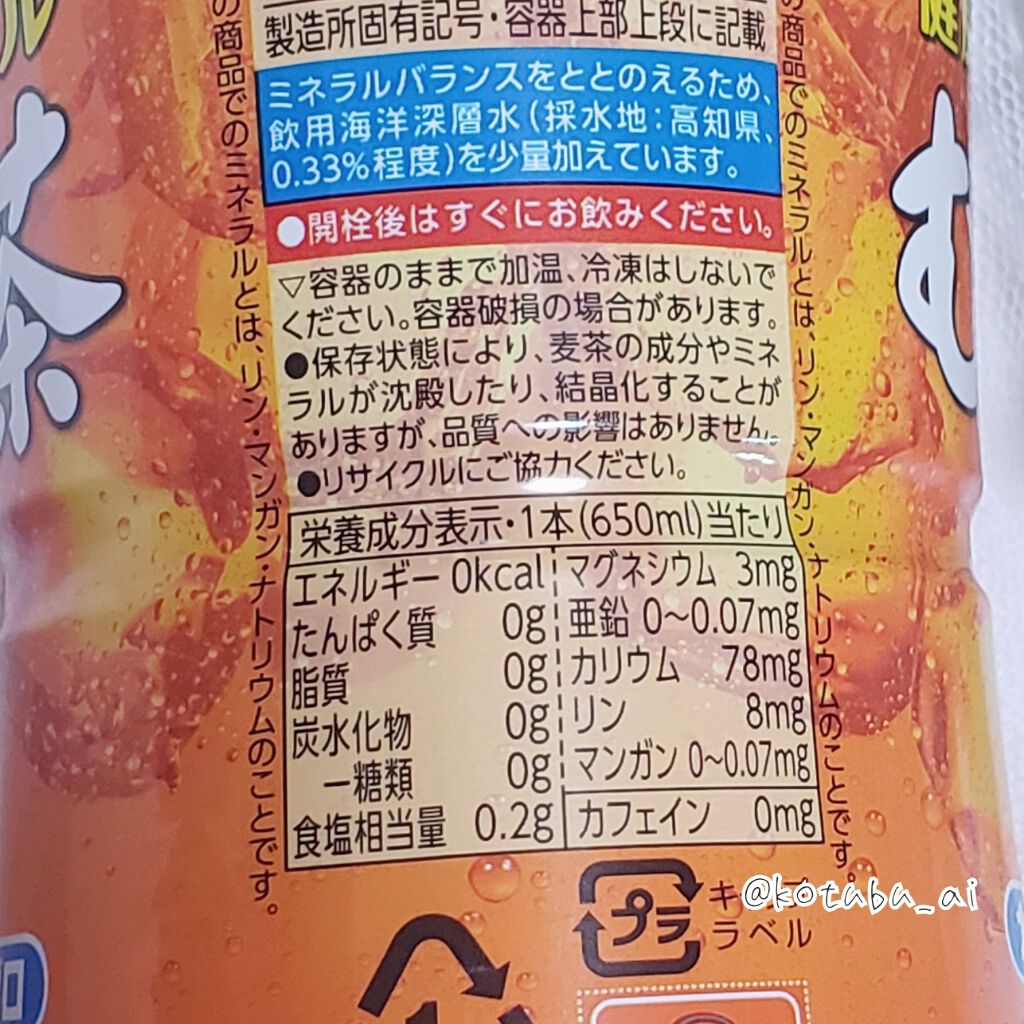 製造所固有記号・容器上部上段に記載
ミネラルバランスをととのえるため、
飲用海洋深層水(採水地:高知県、
0.33%程度)を少量加えています。
●開栓後はすぐにお飲みください。
▽容器のままで加温、冷凍はしないで
ください。容器破損の場合があります。
●保存状態により、麦茶の成分やミネ
ラルが沈殿したり、結晶化することが
ありますが、品質への影響はありません。
●リサイクルにご協力ください。
栄養成分表示・1本(650ml)当たり
エネルギー 0kcal
たんぱく質 0g
脂質 0g
炭水化物 0g
―糖類 0g
食塩相当量 0.2g
マグネシウム 3mg
亜鉛 0〜0.07mg
カリウム 78mg
リン 8mg
マンガン 0〜0.07mg
カフェイン 0mg
の商品でのミネラルとは、リン・マンガン・ナトリウムのことです。
の商品でのミネラルとは、リン・マンガン・ナトリウムのことです。
ル
茶
む
プラ
ラベル
@kotubu_ai